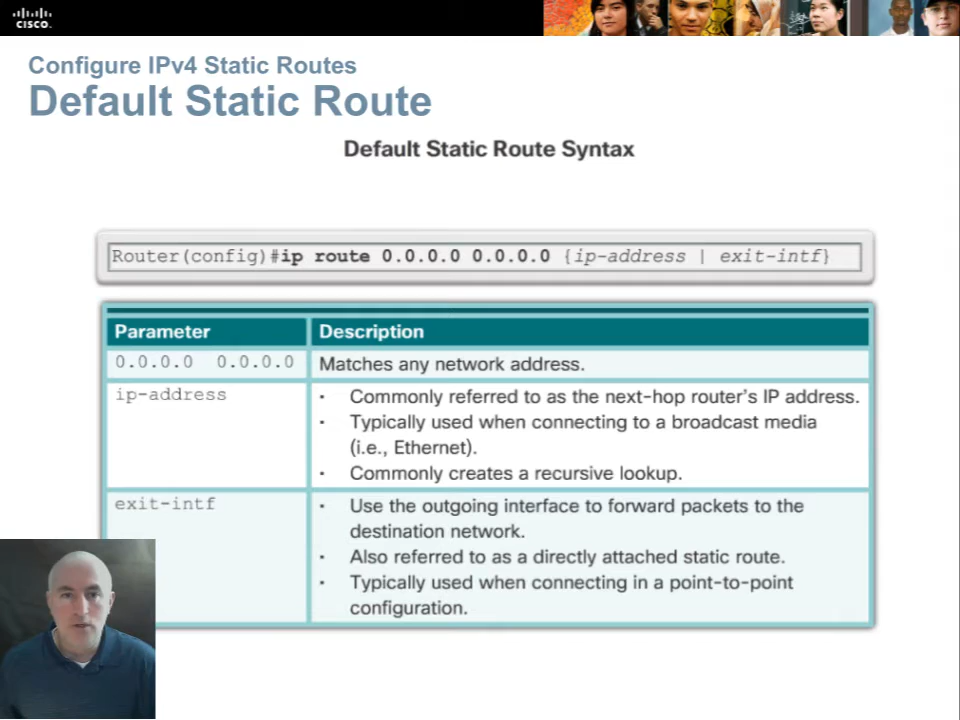 CISCO.
Configure IPv4 Static Routes
Default Static Route
Default Static Route Syntax
Router(config)#ip route 0.0.0.0 0.0.0.0 {ip-address | exit-intf}
Parameter Description
0.0.0.0 0.0.0.0 Matches any network address.
ip-address • Commonly referred to as the next-hop router's IP address.
• Typically used when connecting to a broadcast media
(i.e., Ethernet).
• Commonly creates a recursive lookup.
exit-intf • Use the outgoing interface to forward packets to the
destination network.
• Also referred to as a directly attached static route.
• Typically used when connecting in a point-to-point
configuration.